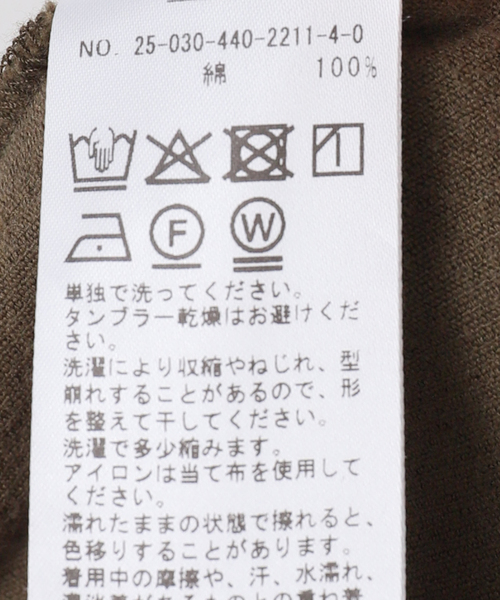 NO. 25-030-440-2211-4-0
綿 100%
F W
単独で洗ってください。
タンブラー乾燥はお避けくだ
さい。
洗濯により収縮やねじれ、型
崩れすることがあるので、形
を整えて干してください。
洗濯で多少縮みます。
アイロンは当て布を使用して
ください。
濡れたままの状態で擦れると、
色移りすることがあります。
着用中の摩擦や、汗、水濡れ、